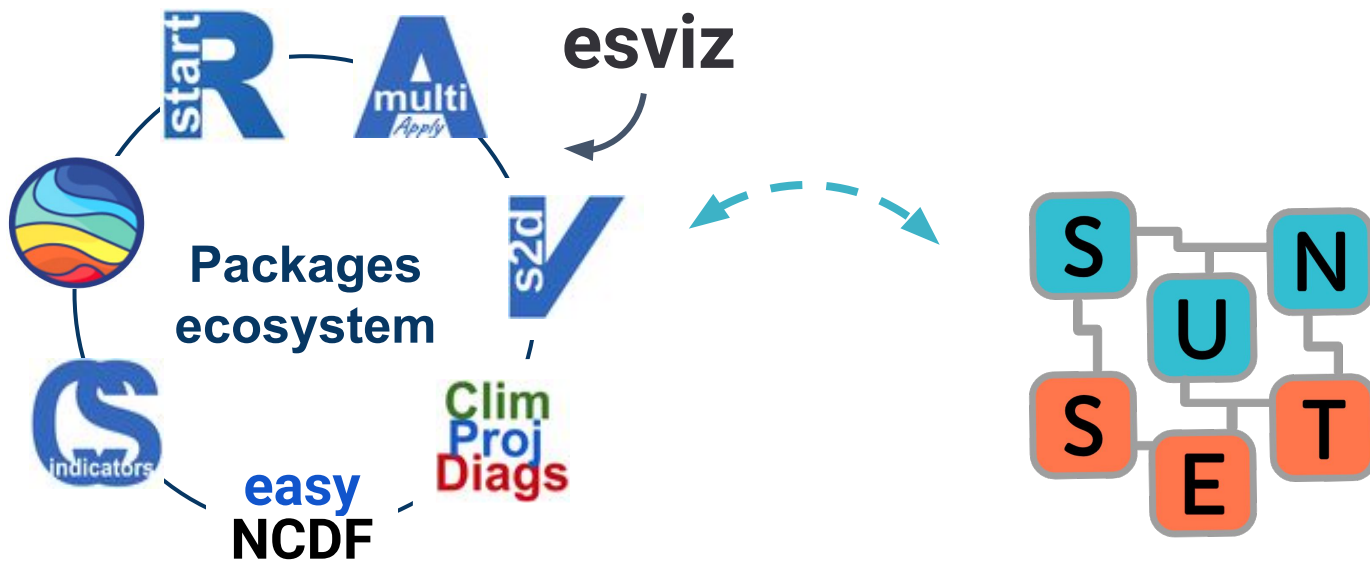 start
R
A
multi
Apply
esviz
s2d
V
Packages
ecosystem
CS
indicators
easy
NCDF
Clim
Proj
Diags
S
U
N
S
E
T